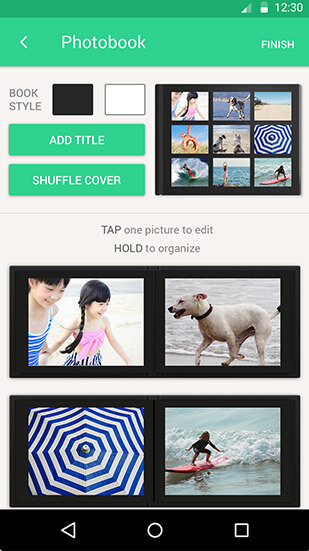 12:30
Photobook
FINISH
BOOK
STYLE
ADD TITLE
SHUFFLE COVER
TAP one picture to edit
HOLD to organize